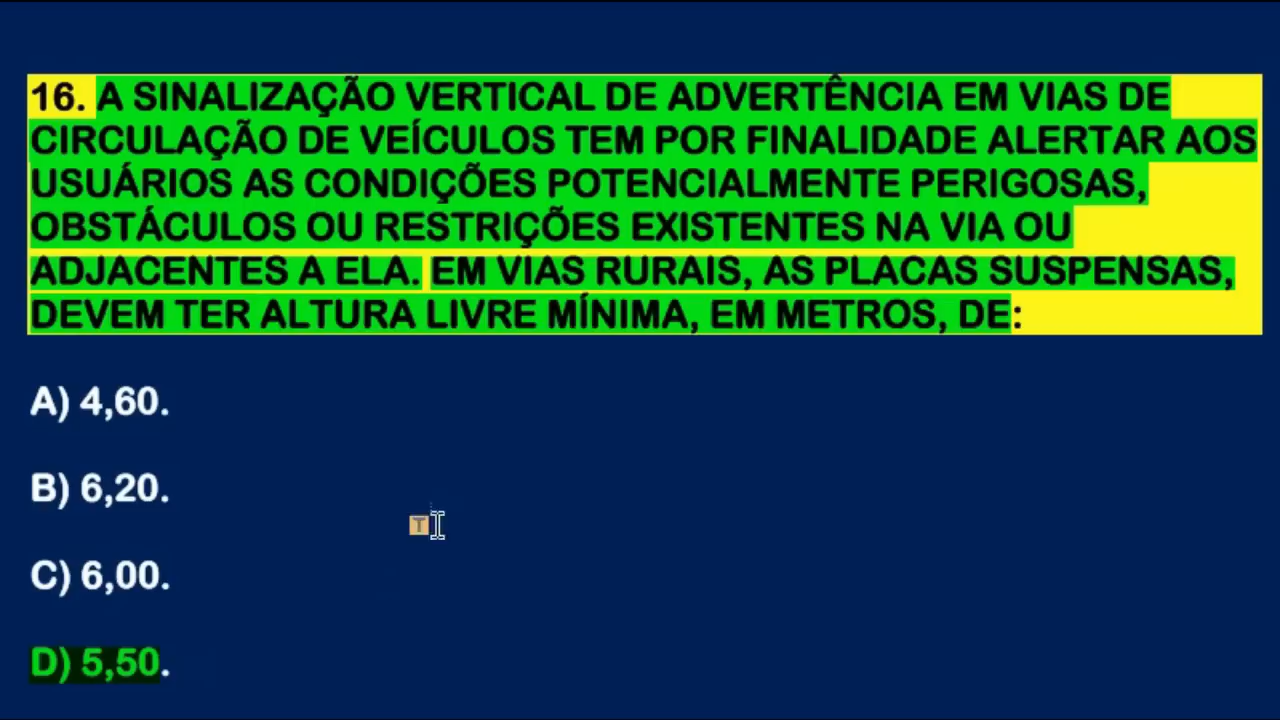 16. A SINALIZAÇÃO VERTICAL DE ADVERTÊNCIA EM VIAS DE
CIRCULAÇÃO DE VEÍCULOS TEM POR FINALIDADE ALERTAR AOS
USUÁRIOS AS CONDIÇÕES POTENCIALMENTE PERIGOSAS,
OBSTÁCULOS OU RESTRIÇÕES EXISTENTES NA VIA OU
ADJACENTES A ELA. EM VIAS RURAIS, AS PLACAS SUSPENSAS,
DEVEM TER ALTURA LIVRE MÍNIMA, EM METROS, DE:
A) 4,60.
B) 6,20.
T
C) 6,00.
D) 5,50.